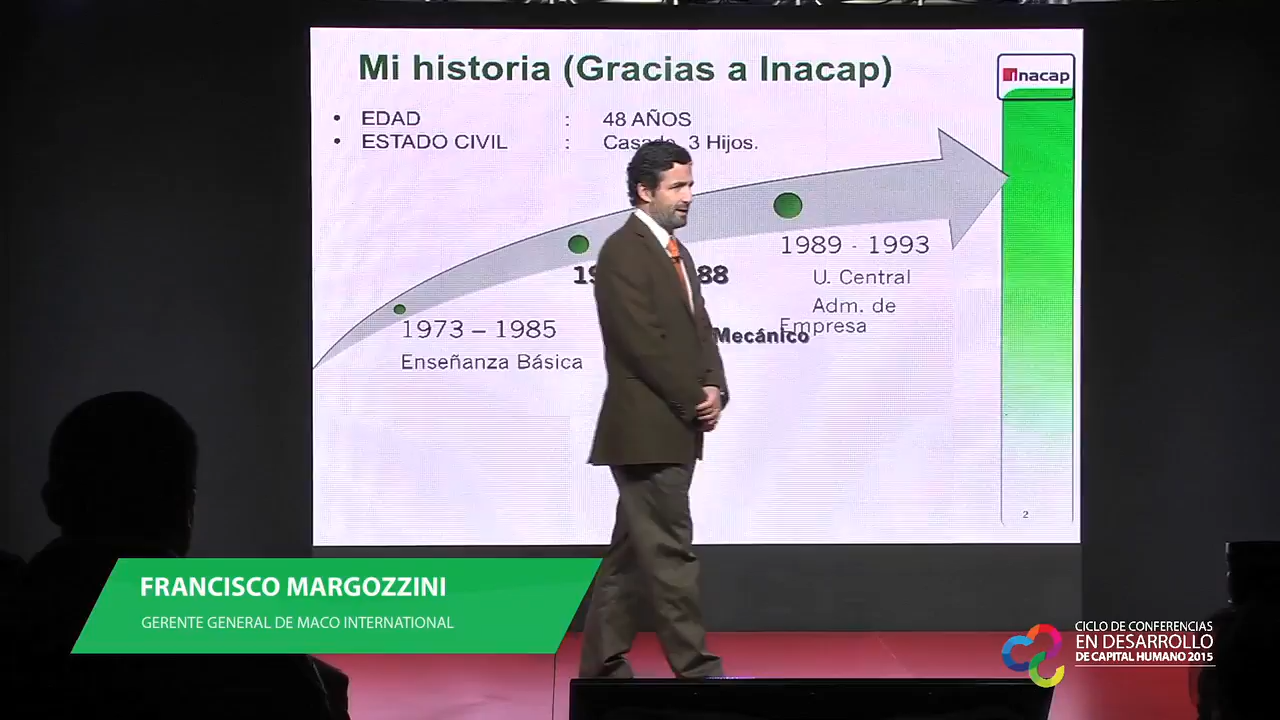 Mi historia (Gracias a Inacap)
Inacap
• EDAD : 48 AÑOS
• ESTADO CIVIL : 3 Hijos.
1989 - 1993
U. Central
Adm. de
Empresa
Mecánico
1973 – 1985
Enseñanza Básica
2
FRANCISCO MARGOZZINI
GERENTE GENERAL DE MACO INTERNATIONAL
CICLO DE CONFERENCIAS
EN DESARROLLO
DE CAPITAL HUMANO 2015